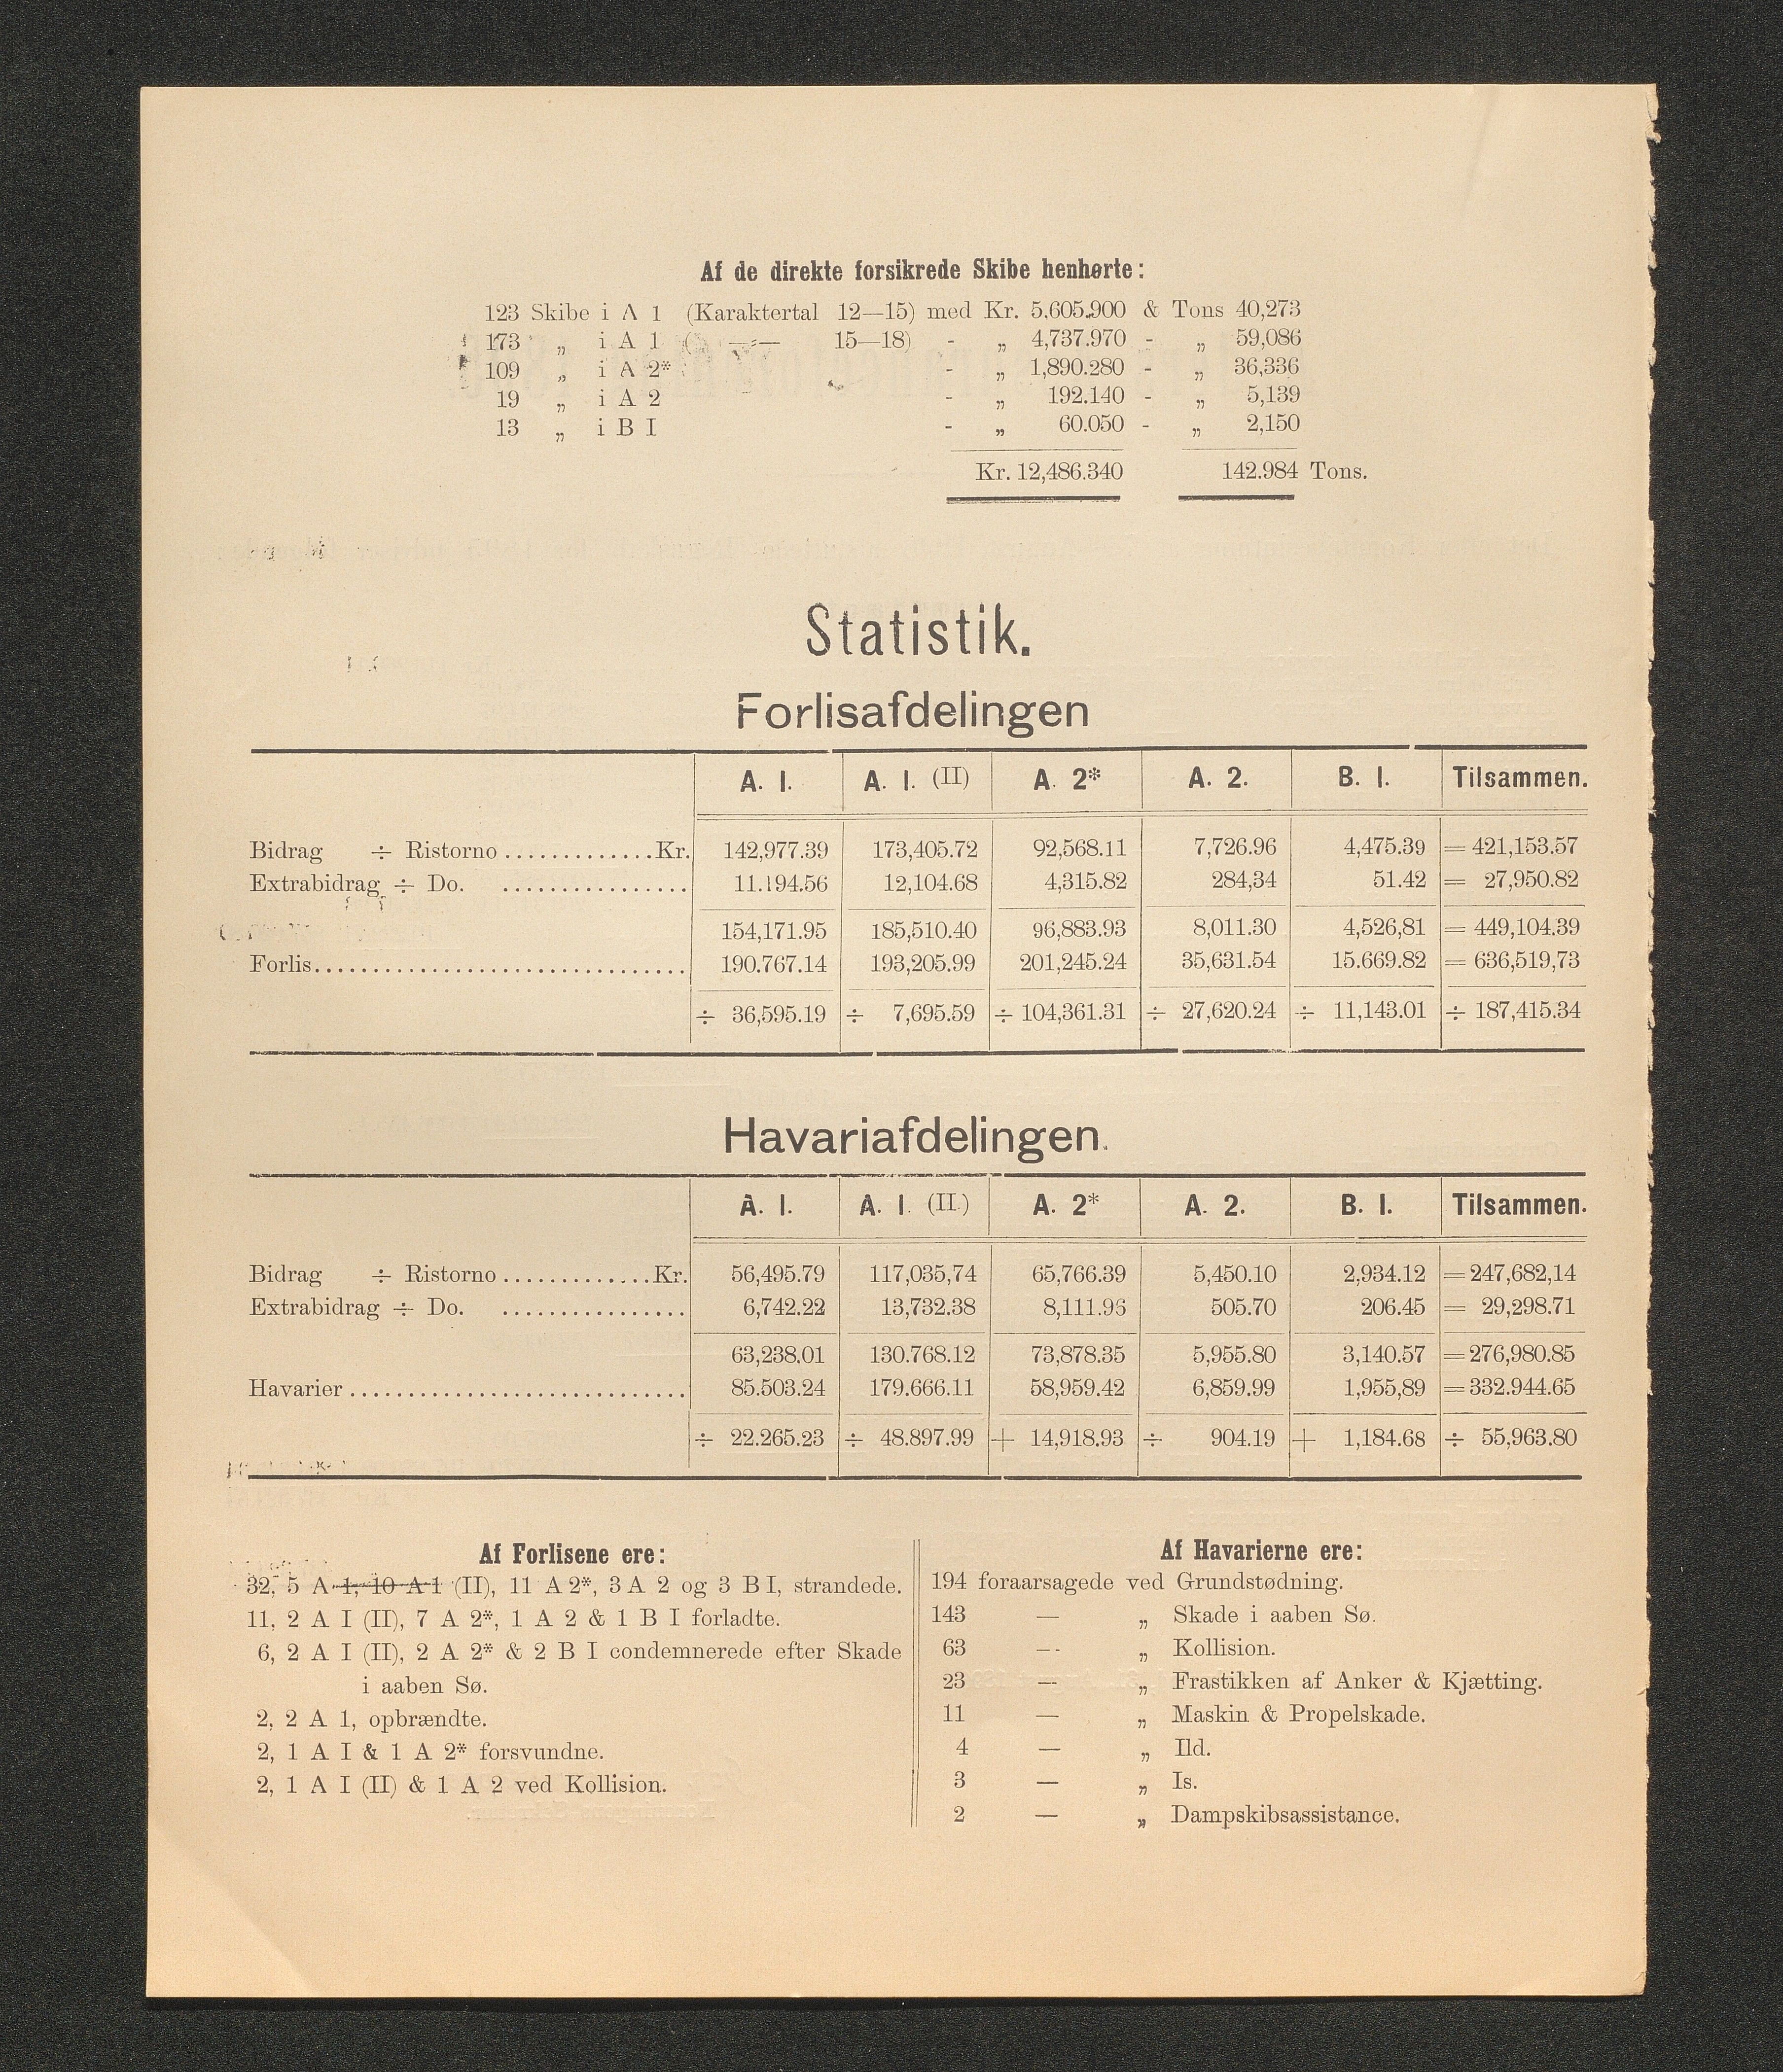 Af de direkte forsikrede Skibe henhørte:
123 Skibe i A 1 (Karaktertal 12—15) med Kr. 5,605.900 & Tons 40,273
173 „ i A 1 ( —„— 15—18) - „ 4,737.970 - „ 59,086
109 „ i A 2* - „ 1,890.280 - „ 36,336
19 „ i A 2 - „ 192.140 - „ 5,139
13 „ i B I - „ 60.050 - „ 2,150
Kr. 12,486.340 142.984 Tons.
Statistik.
Forlisafdelingen
A. I. A. I. (II) A. 2* A. 2. B. I. Tilsammen.
Bidrag ÷ Ristorno .............Kr. 142,977.39 173,405.72 92,568.11 7,726.96 4,475.39 = 421,153.57
Extrabidrag ÷ Do. ................ 11.194.56 12,104.68 4,315.82 284,34 51.42 = 27,950.82
154,171.95 185,510.40 96,883.93 8,011.30 4,526,81 = 449,104.39
Forlis................................ 190.767.14 193,205.99 201,245.24 35,631.54 15.669.82 = 636,519,73
÷ 36,595.19 ÷ 7,695.59 ÷ 104,361.31 ÷ 27,620.24 ÷ 11,143.01 ÷ 187,415.34
Havariafdelingen.
A. I. A. I. (II.) A. 2* A. 2. B. I. Tilsammen.
Bidrag ÷ Ristorno .............Kr. 56,495.79 117,035,74 65,766.39 5,450.10 2,934.12 = 247,682,14
Extrabidrag ÷ Do. ................ 6,742.22 13,732.38 8,111.96 505.70 206.45 = 29,298.71
63,238.01 130.768.12 73,878.35 5,955.80 3,140.57 = 276,980.85
Havarier............................. 85.503.24 179.666.11 58,959.42 6,859.99 1,955,89 = 332.944.65
÷ 22.265.23 ÷ 48.897.99 + 14,918.93 ÷ 904.19 + 1,184.68 ÷ 55,963.80
Af Forlisene ere:
32, 5 A 1, 10 A 1 (II), 11 A 2*, 3 A 2 og 3 B I, strandede.
11, 2 A I (II), 7 A 2*, 1 A 2 & 1 B I forladte.
6, 2 A I (II), 2 A 2* & 2 B I condemnerede efter Skade
i aaben Sø.
2, 2 A 1, opbrændte.
2, 1 A I & 1 A 2* forsvundne.
2, 1 A I (II) & 1 A 2 ved Kollision.
Af Havarierne ere:
194 foraarsagede ved Grundstødning.
143 — „ Skade i aaben Sø.
63 — „ Kollision.
23 — „ Frastikken af Anker & Kjætting.
11 — „ Maskin & Propelskade.
4 — „ Ild.
3 — „ Is.
2 — „ Dampskibsassistance.